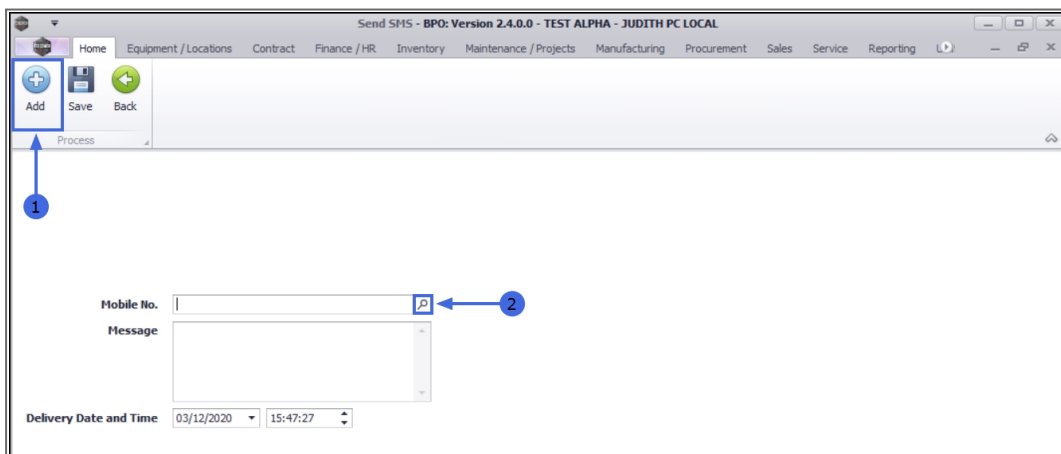 Send SMS - BPO: Version 2.4.0.0 - TEST ALPHA - JUDITH PC LOCAL
Home Equipment / Locations Contract Finance / HR Inventory Maintenance / Projects Manufacturing Procurement Sales Service Reporting
Add Save Back
Process
1
Mobile No.
2
Message
Delivery Date and Time 03/12/2020 15:47:27